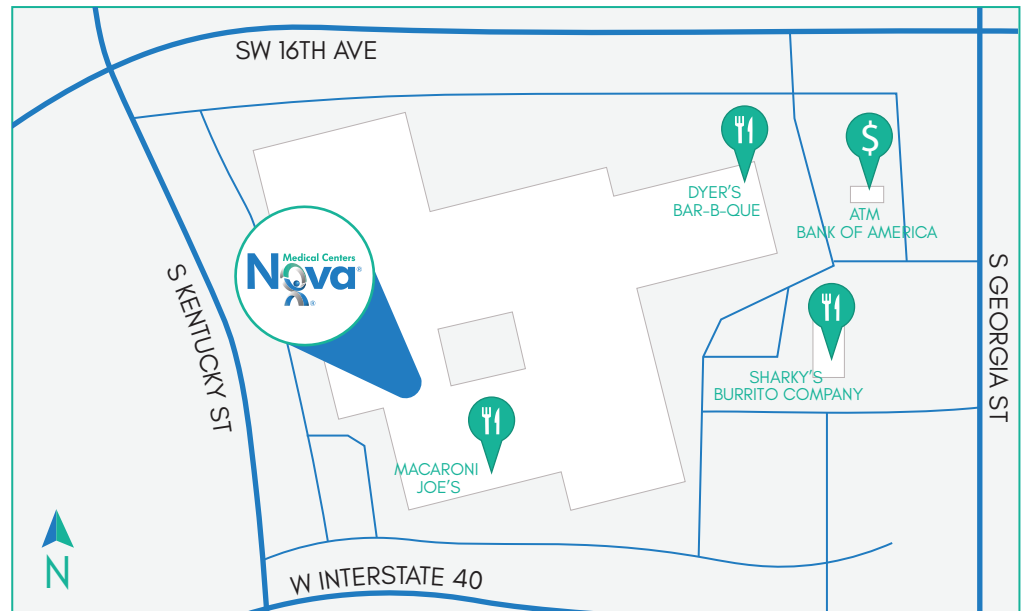 SW 16TH AVE
DYER'S
BAR-B-QUE
$
ATM
BANK OF AMERICA
Medical Centers
Nova®
®
S KENTUCKY ST
S GEORGIA ST
SHARKY'S
BURRITO COMPANY
MACARONI
JOE'S
N
W INTERSTATE 40